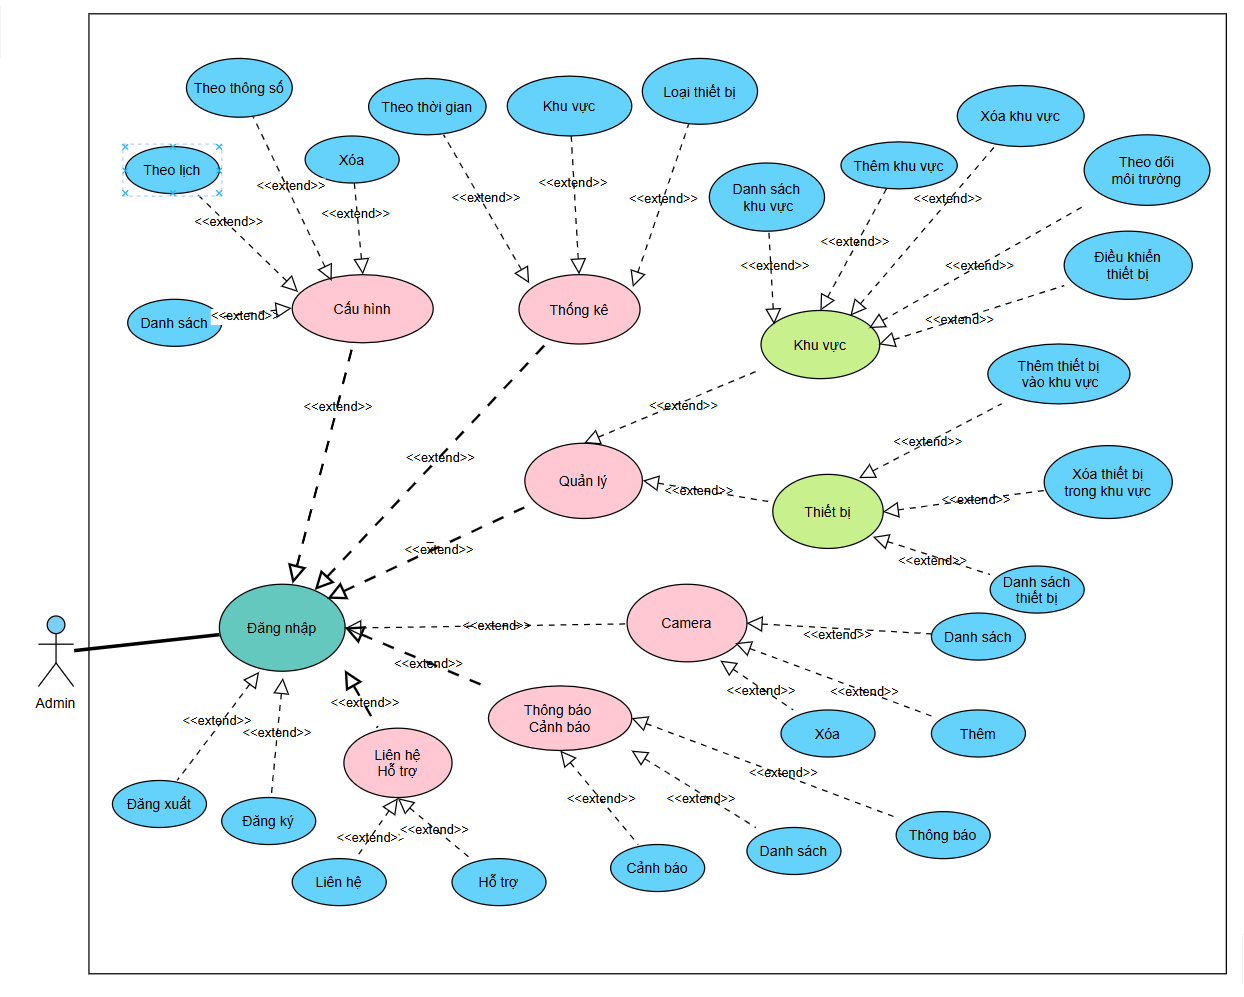 Theo thông số
Theo thời gian
Khu vực
Loại thiết bị
Xóa khu vực
Theo lịch
Xóa
Thêm khu vực
Theo dõi
môi trường
Danh sách
khu vực
<<extend>>
<<extend>>
<<extend>>
<<extend>>
<<extend>>
<<extend>>
<<extend>>
<<extend>>
<<extend>>
<<extend>>
<<extend>>
Điều khiển
thiết bị
Danh sách
<<extend>>
Cấu hình
Thống kê
<<extend>>
Khu vực
Thêm thiết bị
vào khu vực
<<extend>>
<<extend>>
<<extend>>
<<extend>>
Quản lý
<<extend>>
Xóa thiết bị
trong khu vực
<<extend>>
Thiết bị
<<extend>>
<<extend>>
Danh sách
thiết bị
Đăng nhập
<<extend>>
Camera
<<extend>>
Danh sách
Admin
<<extend>>
<<extend>>
<<extend>>
<<extend>>
Thông báo
Cảnh báo
<<extend>>
<<extend>>
Xóa
Thêm
Liên hệ
Hỗ trợ
<<extend>>
Đăng xuất
Đăng ký
<<extend>>
<<extend>>
<<extend>>
<<extend>>
Thông báo
Danh sách
Cảnh báo
Liên hệ
Hỗ trợ